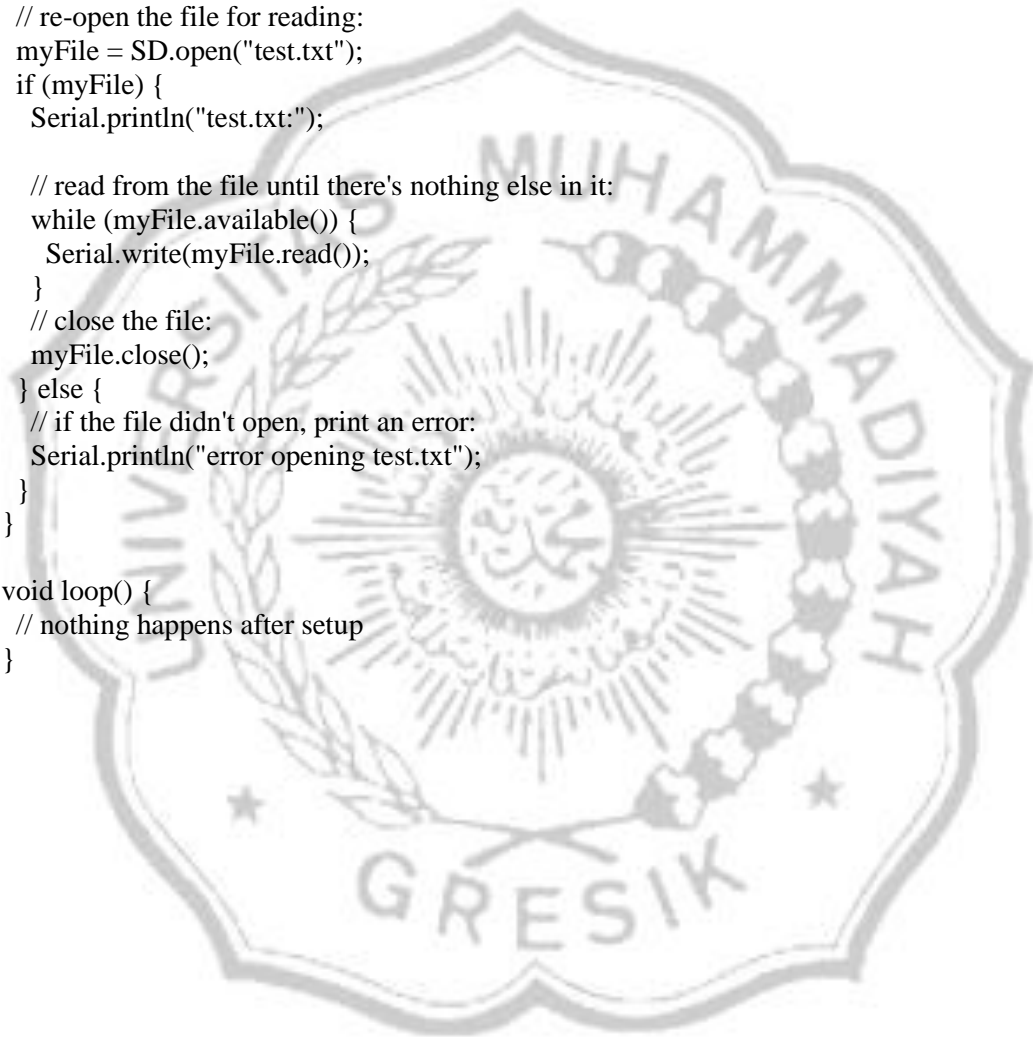 // re-open the file for reading:
myFile = SD.open("test.txt");
if (myFile) {
Serial.println("test.txt:");
// read from the file until there's nothing else in it:
while (myFile.available()) {
Serial.write(myFile.read());
}
// close the file:
myFile.close();
} else {
// if the file didn't open, print an error:
Serial.println("error opening test.txt");
}
}
void loop() {
// nothing happens after setup
}
UNIVERSITAS MUHAMMADIYAH
GRESIK